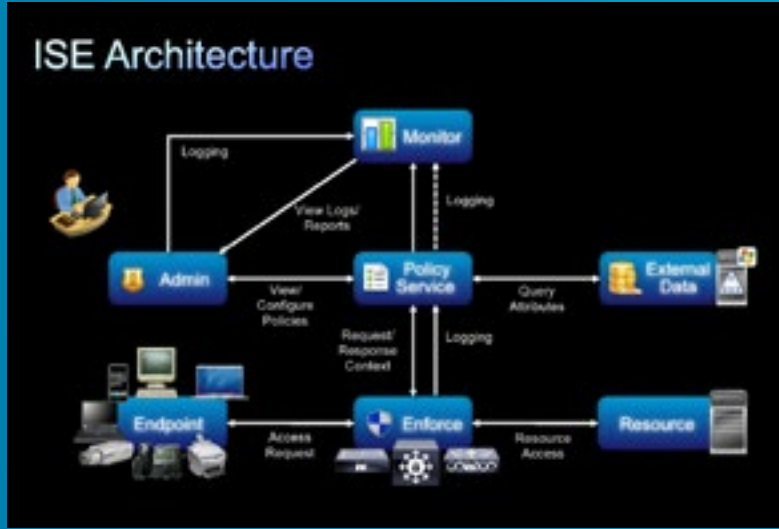 ISE Architecture
Monitor
Logging
View Logs/
Reports
Logging
Admin
View/
Configure
Policies
Policy
Service
Query
Attributes
External
Data
Request/
Response
Context
Logging
Endpoint
Access
Request
Enforce
Resource
Access
Resource